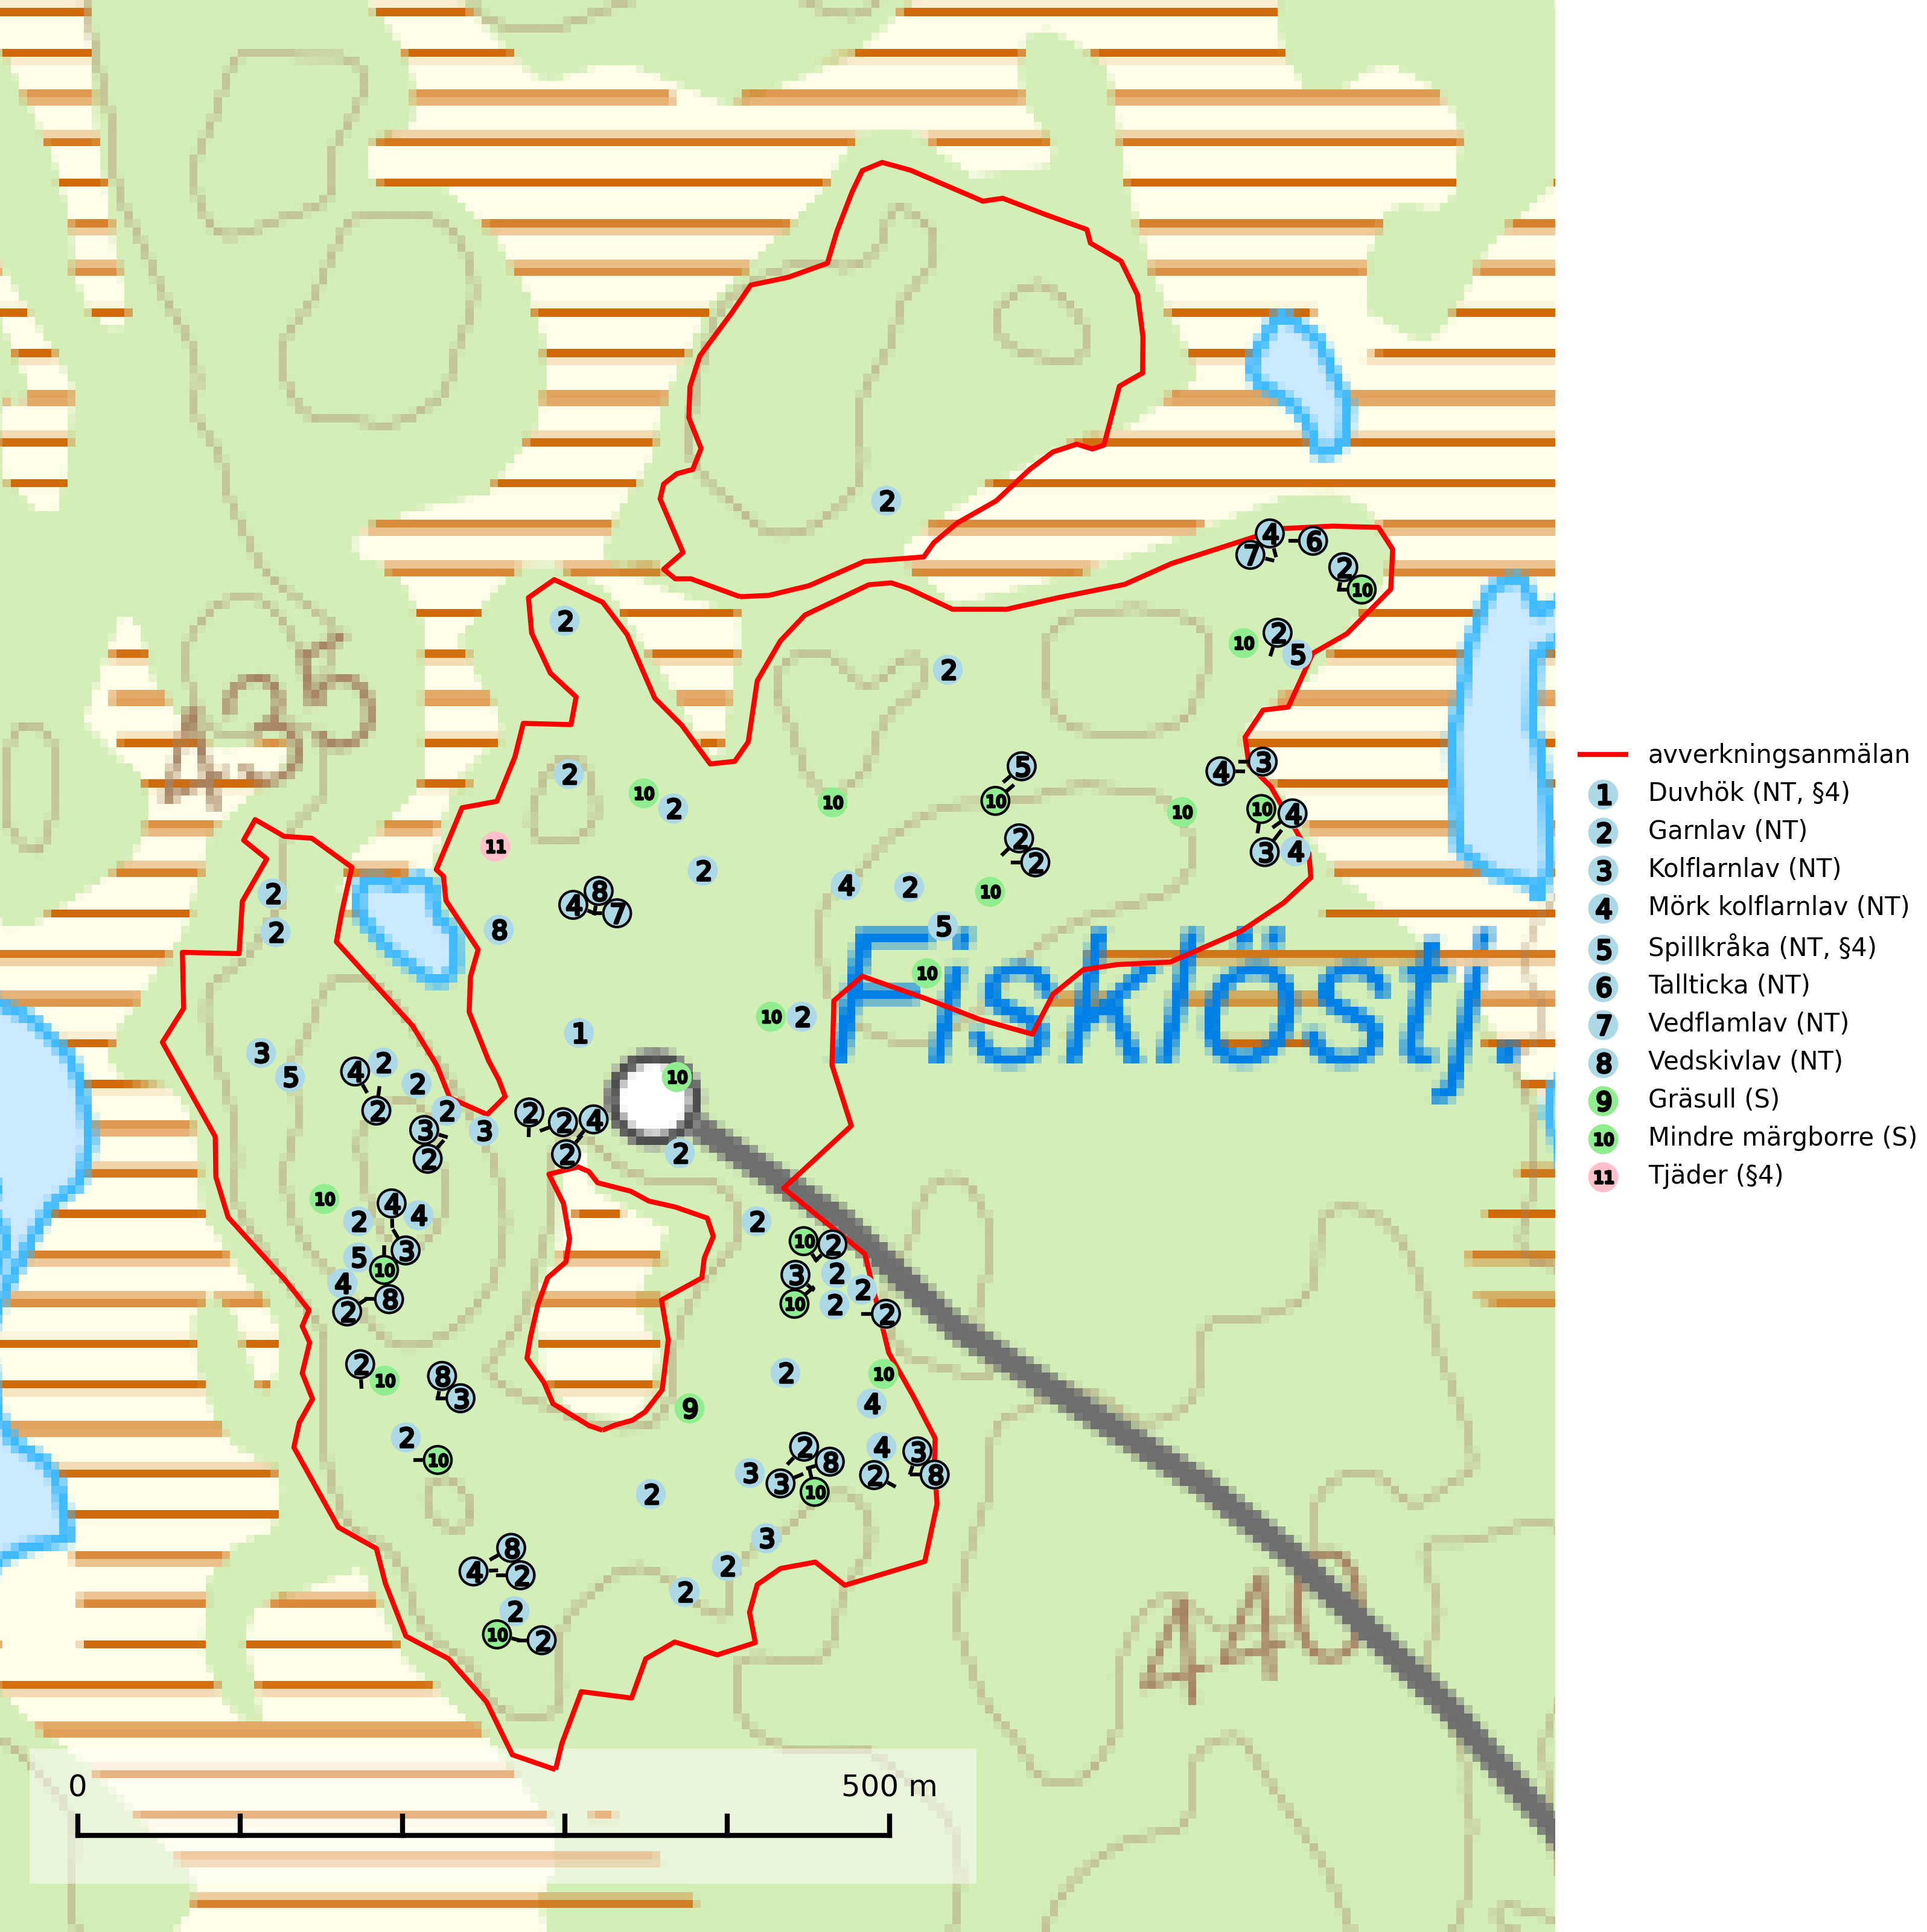 435
Fisklöstj.
440
0 500 m
avverkningsanmälan
1 Duvhök (NT, §4)
2 Garnlav (NT)
3 Kolflarnlav (NT)
4 Mörk kolflarnlav (NT)
5 Spillkråka (NT, §4)
6 Tallticka (NT)
7 Vedflamlav (NT)
8 Vedskivlav (NT)
9 Gräsull (S)
10 Mindre märgborre (S)
11 Tjäder (§4)